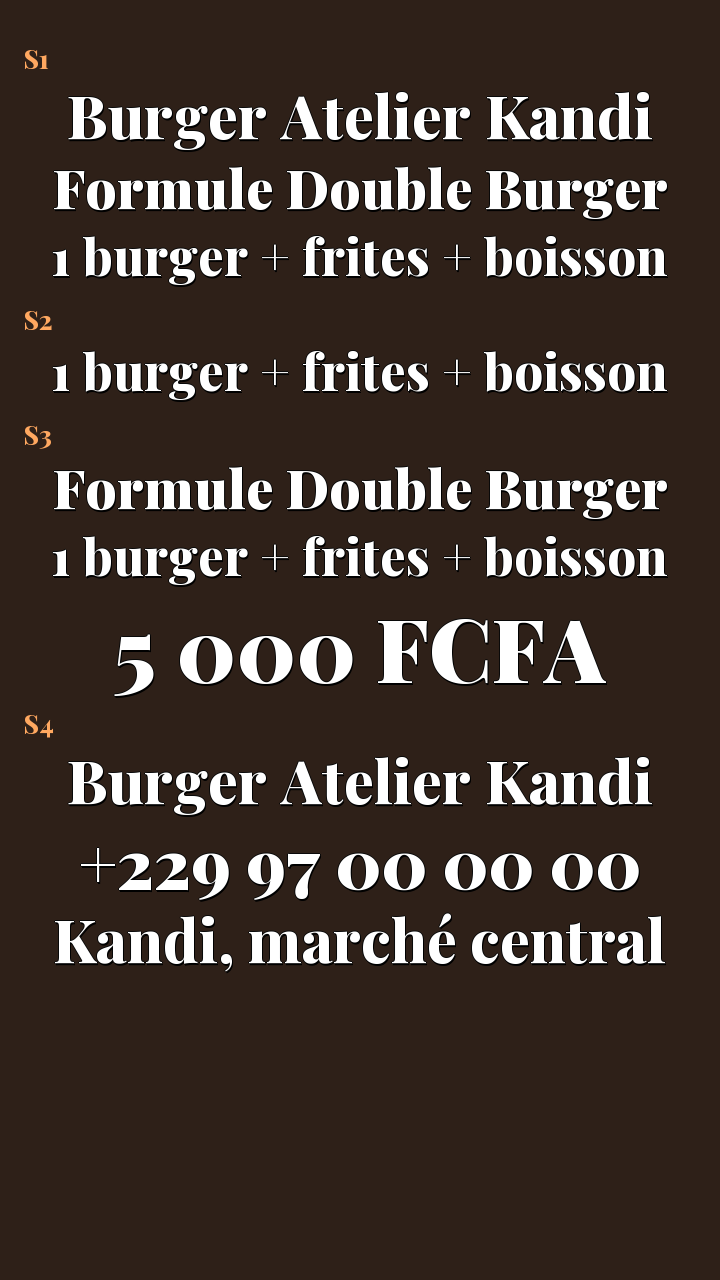 S1
Burger Atelier Kandi
Formule Double Burger
1 burger + frites + boisson
S2
1 burger + frites + boisson
S3
Formule Double Burger
1 burger + frites + boisson
5 000 FCFA
S4
Burger Atelier Kandi
+229 97 00 00 00
Kandi, marché central